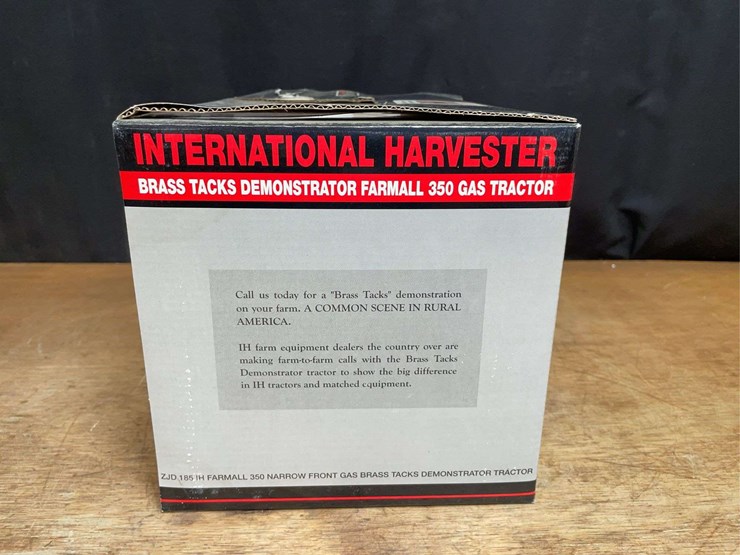 INTERNATIONAL HARVESTER
BRASS TACKS DEMONSTRATOR FARMALL 350 GAS TRACTOR
Call us today for a "Brass Tacks" demonstration
on your farm. A COMMON SCENE IN RURAL
AMERICA.
IH farm equipment dealers the country over are
making farm-to-farm calls with the Brass Tacks
Demonstrator tractor to show the big difference
in IH tractors and matched equipment.
ZJD 185 IH FARMALL 350 NARROW FRONT GAS BRASS TACKS DEMONSTRATOR TRACTOR